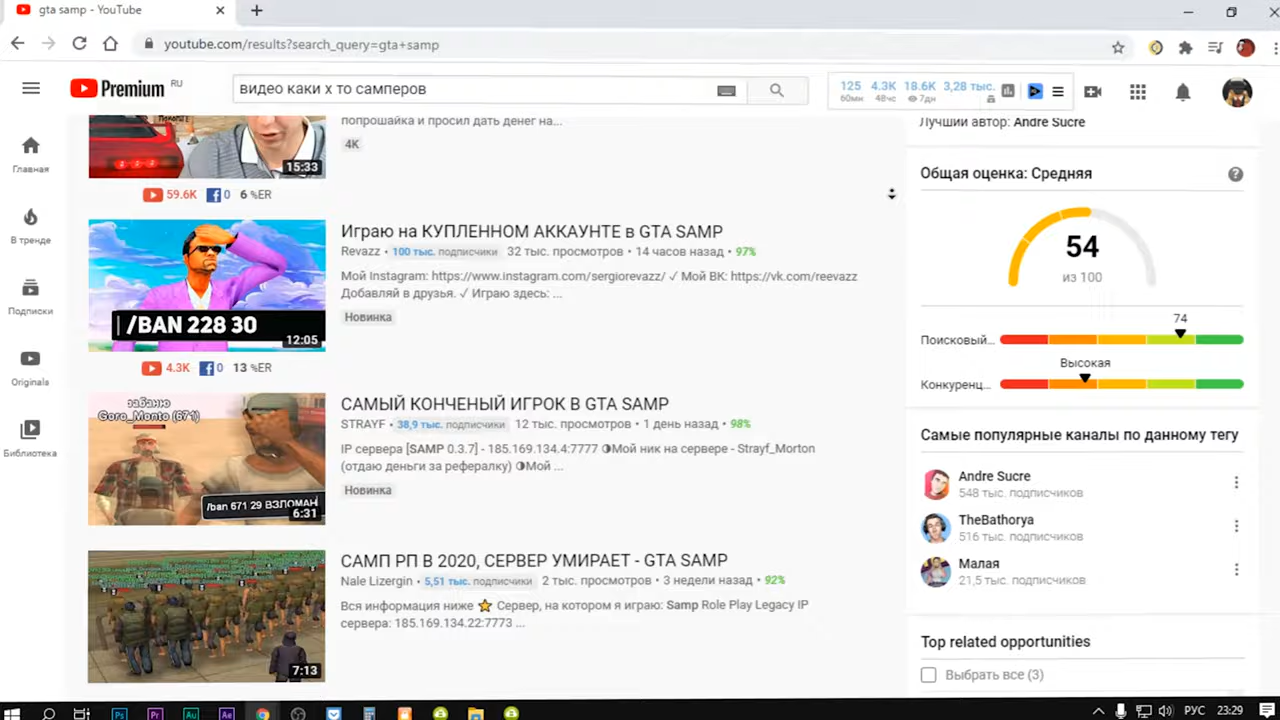 gta samp - YouTube
youtube.com/results?search_query=gta+samp
Premium RU
видео каки х то самперов
125 4.3K 18.6K 3,28 тыс.
60мн 48чс 7дн
Главная
В тренде
Подписки
Originals
Библиотека
попрошайка и просил дать денег на...
4K
15:33
59.6K 0 6 %ER
Играю на КУПЛЕННОМ АККАУНТЕ в GTA SAMP
Revazz • 100 тыс. подписчики 32 тыс. просмотров • 14 часов назад • 97%
Мой Instagram: https://www.instagram.com/sergiorevazz/ ✓ Мой ВК: https://vk.com/reevazz
Добавляй в друзья. ✓ Играю здесь: ...
Новинка
/BAN 228 30
12:05
4.3K 0 13 %ER
забаню
Goro_Monto (671)
/ban 671 29 ВЗЛОМАН
6:31
САМЫЙ КОНЧЕНЫЙ ИГРОК В GTA SAMP
STRAYF • 38,9 тыс. подписчики 12 тыс. просмотров • 1 день назад • 98%
IP сервера [SAMP 0.3.7] - 185.169.134.4:7777 ◑Мой ник на сервере - Strayf_Morton
(отдаю деньги за рефералку) ◑Мой ...
Новинка
7:13
САМП РП В 2020, СЕРВЕР УМИРАЕТ - GTA SAMP
Nale Lizergin • 5,51 тыс. подписчики 2 тыс. просмотров • 3 недели назад • 92%
Вся информация ниже ⭐ Сервер, на котором я играю: Samp Role Play Legacy IP
сервера: 185.169.134.22:7773 ...
Лучший автор: Andre Sucre
Общая оценка: Средняя
54
из 100
74
Поисковый...
Высокая
Конкуренц...
Самые популярные каналы по данному тегу
Andre Sucre
548 тыс. подписчиков
TheBathorya
516 тыс. подписчиков
Малая
21,5 тыс. подписчиков
Top related opportunities
Выбрать все (3)
Ps Pr Au Ae
РУС 23:29